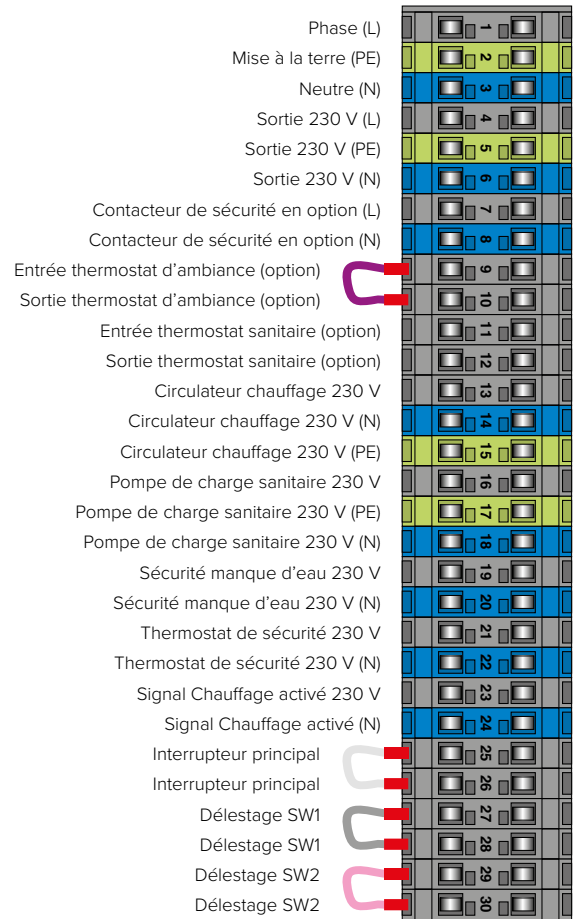 Phase (L) 1
Mise à la terre (PE) 2
Neutre (N) 3
Sortie 230 V (L) 4
Sortie 230 V (PE) 5
Sortie 230 V (N) 6
Contacteur de sécurité en option (L) 7
Contacteur de sécurité en option (N) 8
Entrée thermostat d'ambiance (option) 9
Sortie thermostat d'ambiance (option) 10
Entrée thermostat sanitaire (option) 11
Sortie thermostat sanitaire (option) 12
Circulateur chauffage 230 V 13
Circulateur chauffage 230 V (N) 14
Circulateur chauffage 230 V (PE) 15
Pompe de charge sanitaire 230 V 16
Pompe de charge sanitaire 230 V (PE) 17
Pompe de charge sanitaire 230 V (N) 18
Sécurité manque d'eau 230 V 19
Sécurité manque d'eau 230 V (N) 20
Thermostat de sécurité 230 V 21
Thermostat de sécurité 230 V (N) 22
Signal Chauffage activé 230 V 23
Signal Chauffage activé (N) 24
Interrupteur principal 25
Interrupteur principal 26
Délestage SW1 27
Délestage SW1 28
Délestage SW2 29
Délestage SW2 30